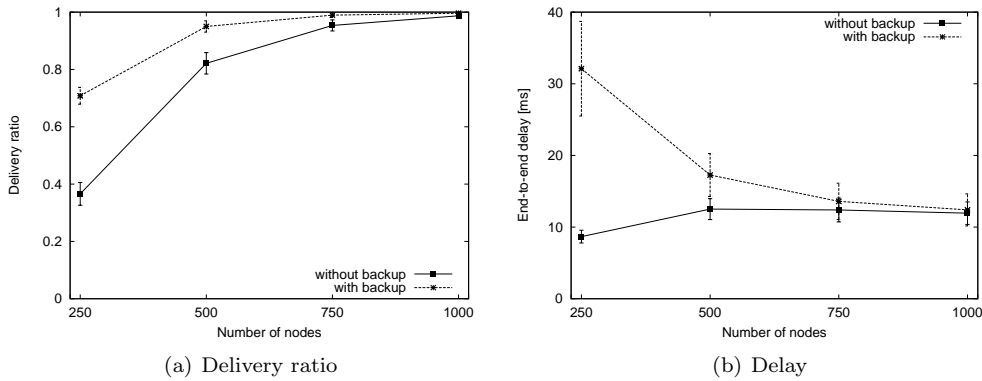 1
0.8
0.6
0.4
0.2
0
250
500
750
1000
Delivery ratio
Number of nodes
without backup
with backup
(a) Delivery ratio
40
30
20
10
0
250
500
750
1000
End-to-end delay [ms]
Number of nodes
without backup
with backup
(b) Delay